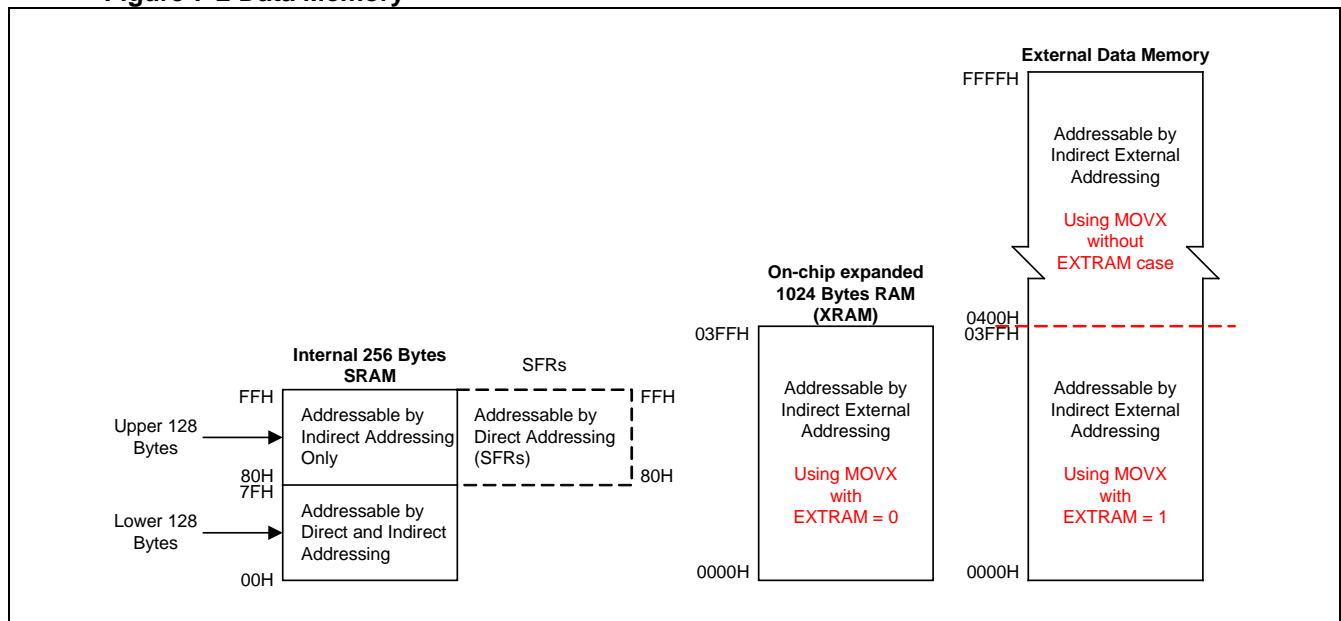 Figure
Data Memory
External Data Memory
FFFFH
Addressable by
Indirect External
Addressing
Using MOVX
without
EXTRAM case
0400H
03FFH
Addressable by
Indirect External
Addressing
Using MOVX
with
EXTRAM = 1
0000H
On-chip expanded
1024 Bytes RAM
(XRAM)
03FFH
Addressable by
Indirect External
Addressing
Using MOVX
with
EXTRAM = 0
0000H
Internal 256 Bytes
SRAM
SFRs
FFH
FFH
Upper 128
Bytes
Addressable by
Indirect Addressing
Only
Addressable by
Direct Addressing
(SFRs)
80H
80H
7FH
Lower 128
Bytes
Addressable by
Direct and Indirect
Addressing
00H